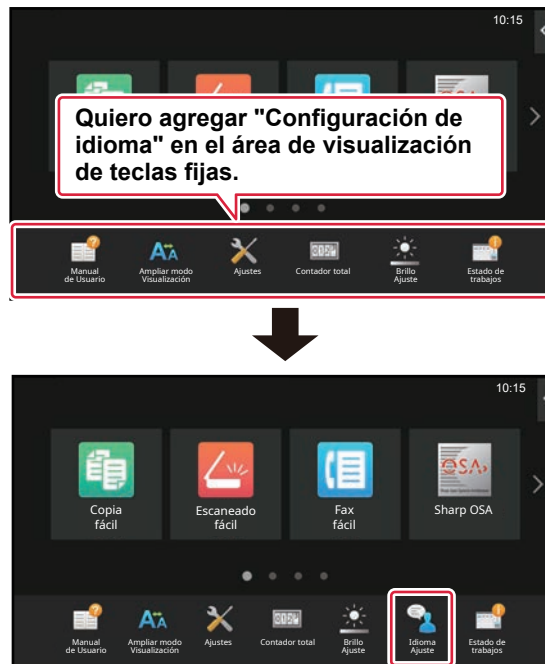 10:15
Quiero agregar "Configuración de
idioma" en el área de visualización
de teclas fijas.
Manual
de Usuario
Ampliar modo
Visualización
Ajustes
Contador total
Brillo
Ajuste
Estado de
trabajos
10:15
Copia
fácil
Escaneado
fácil
Fax
fácil
Sharp OSA
Manual
de Usuario
Ampliar modo
Visualización
Ajustes
Contador total
Brillo
Ajuste
Idioma
Ajuste
Estado de
trabajos